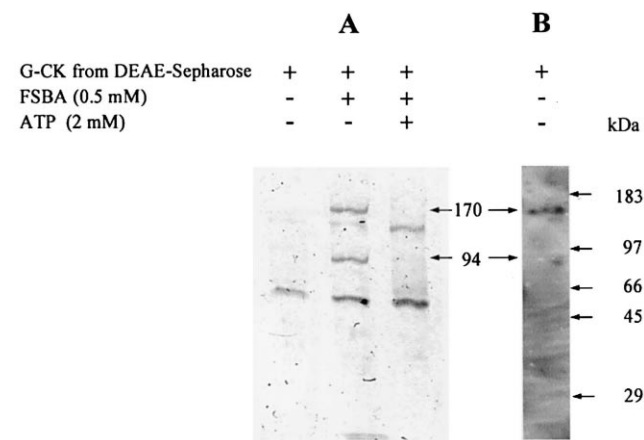 A B
G-CK from DEAE-Sepharose + + + +
FSBA (0.5 mM) - + + -
ATP (2 mM) - - + - kDa
170 183
94 97
66
45
29